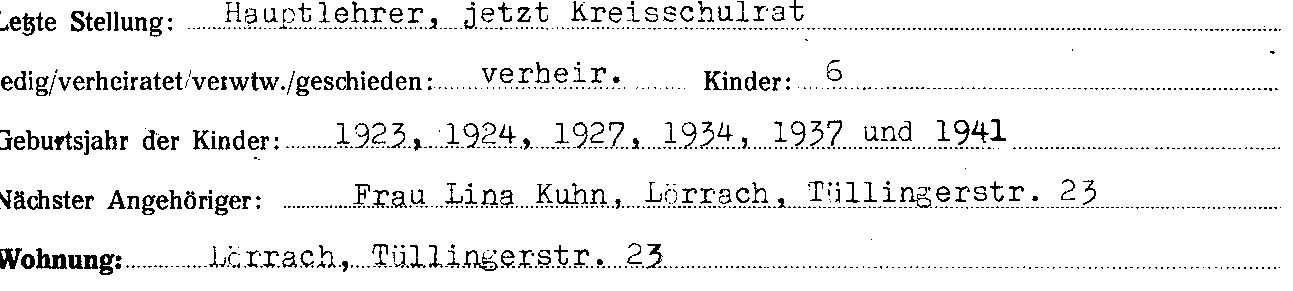 Letzte Stellung: Hauptlehrer, jetzt Kreisschulrat
ledig/verheiratet/verwtw./geschieden: verheir. Kinder: 6
Geburtsjahr der Kinder: 1923, 1924, 1927, 1934, 1937 und 1941
Nächster Angehöriger: Frau Lina Kuhn, Lörrach, Tüllingerstr. 23
Wohnung: Lörrach, Tüllingerstr. 23